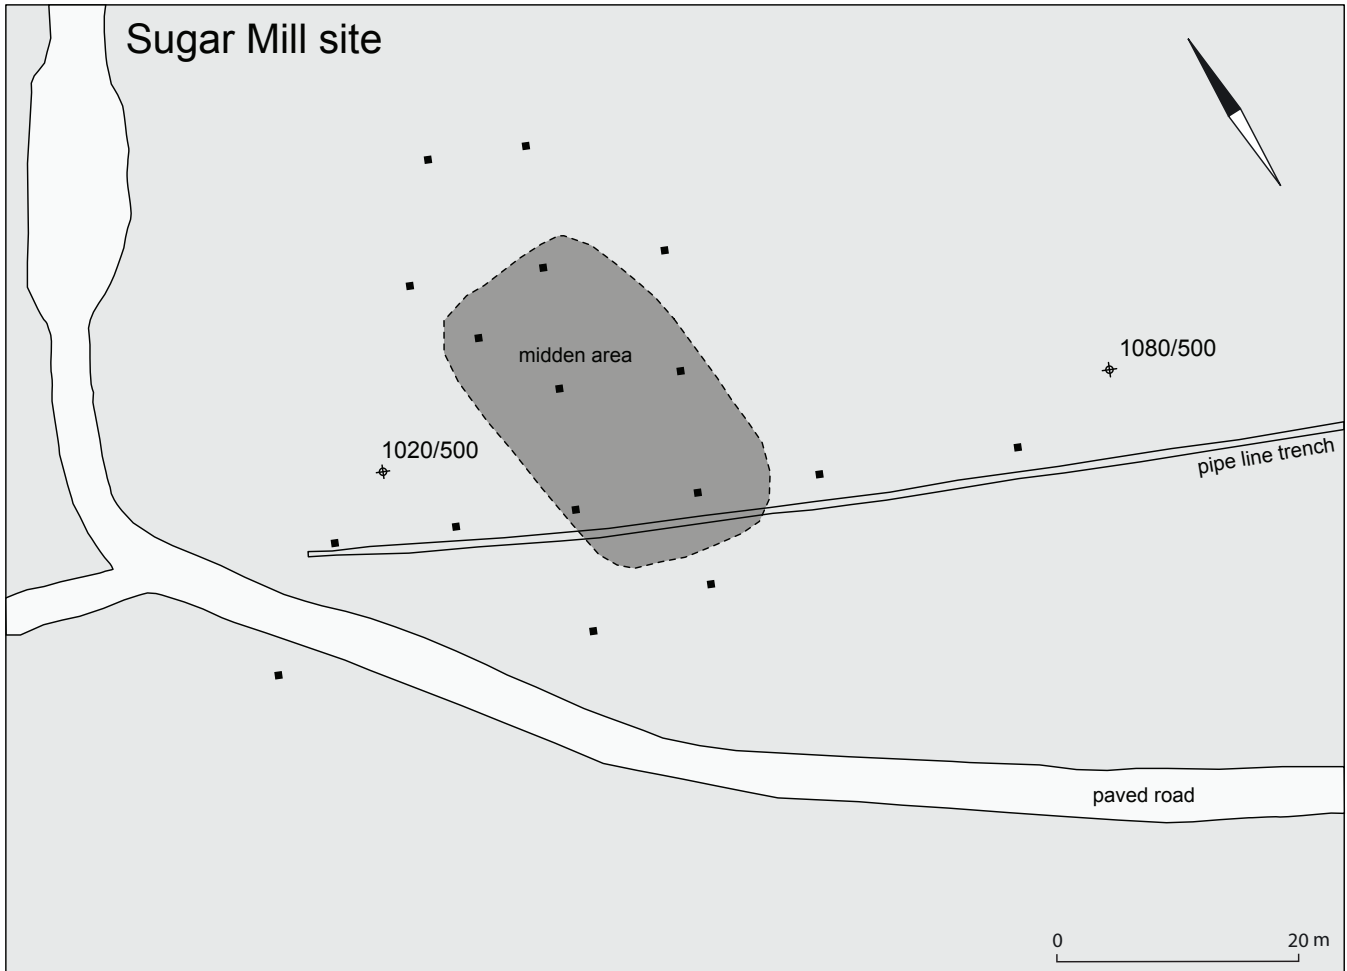 Sugar Mill site
midden area
1080/500
1020/500
pipe line trench
paved road
0 20 m